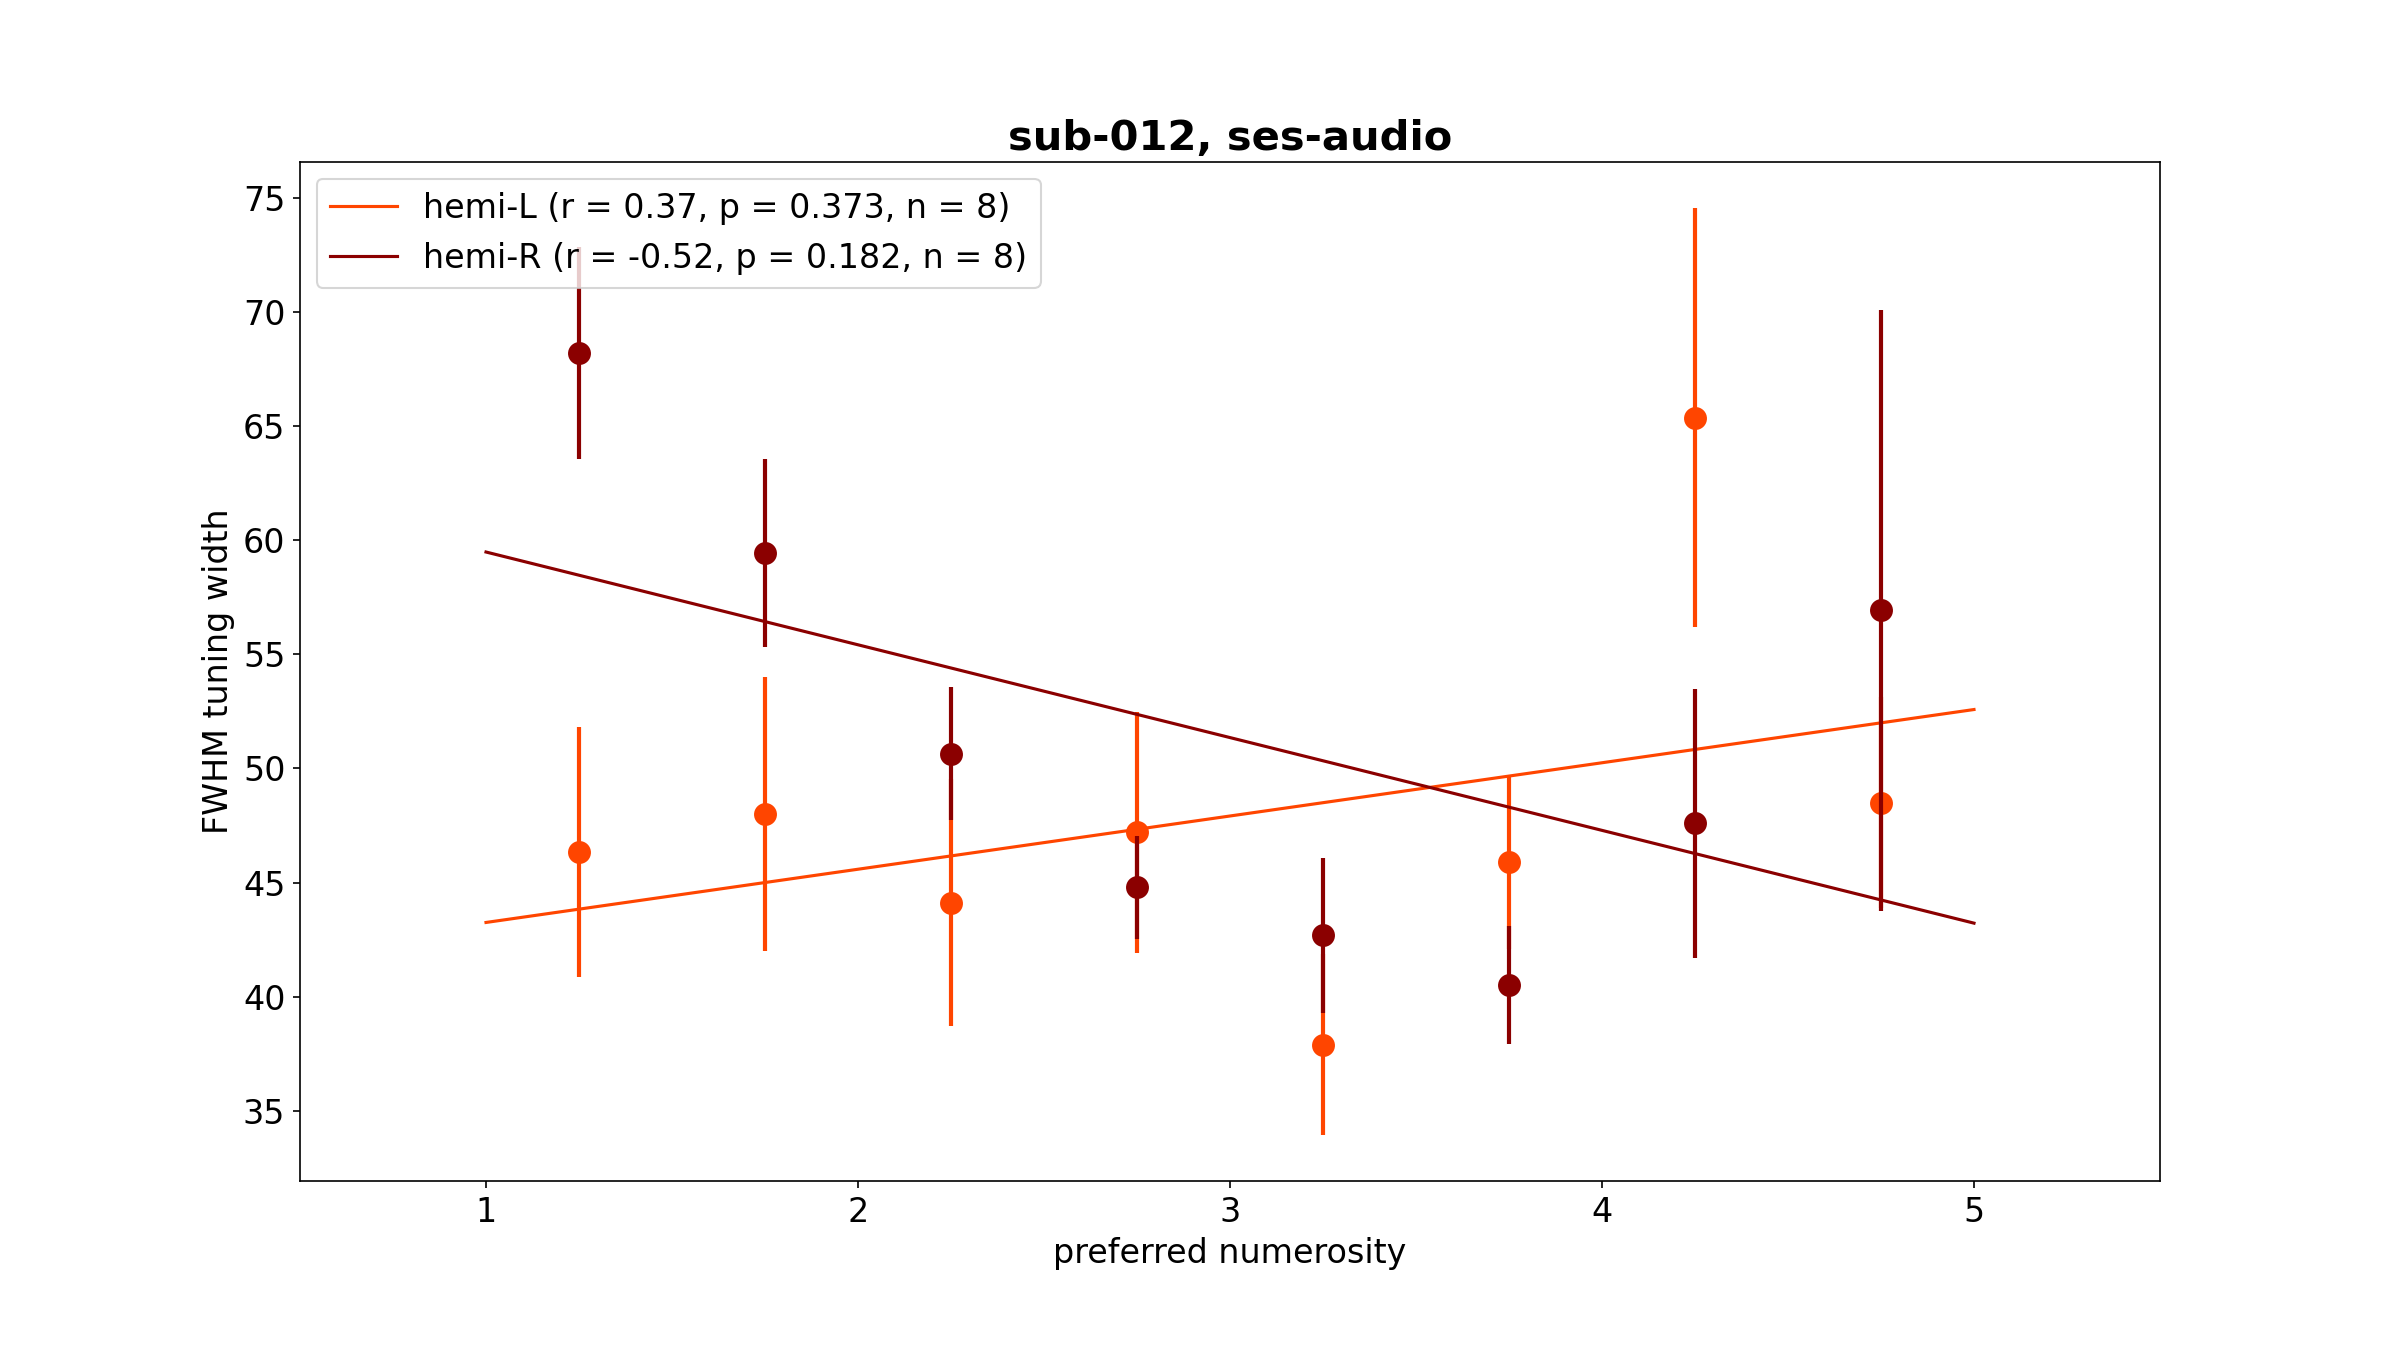 sub-012, ses-audio
hemi-L (r = 0.37, p = 0.373, n = 8)
hemi-R (r = -0.52, p = 0.182, n = 8)
75
70
65
60
55
50
45
40
35
FWHM tuning width
1 2 3 4 5
preferred numerosity